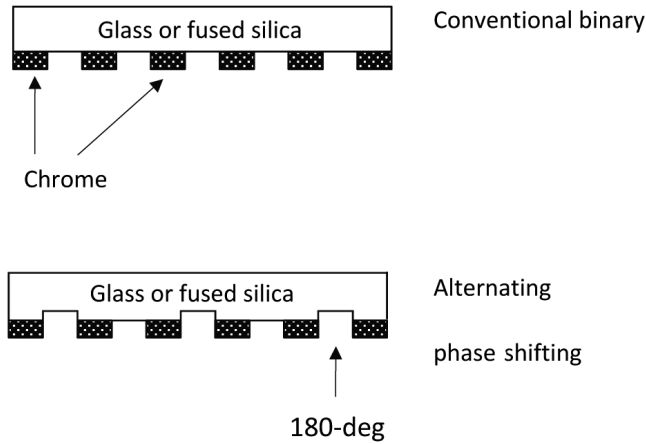 Glass or fused silica
Conventional binary
Chrome
Glass or fused silica
Alternating
phase shifting
180-deg